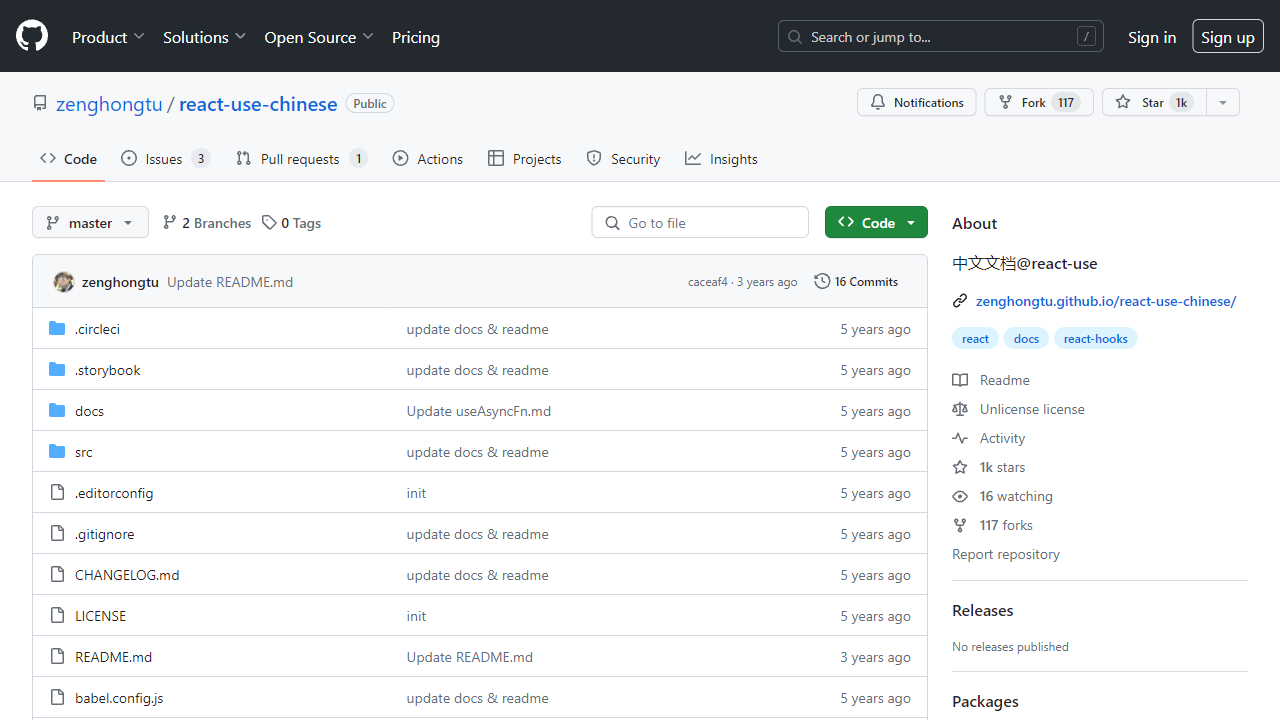 Product Solutions Open Source Pricing Search or jump to... / Sign in Sign up
zenghongtu / react-use-chinese Public Notifications Fork 117 Star 1k
Code Issues 3 Pull requests 1 Actions Projects Security Insights
master 2 Branches 0 Tags Go to file Code
zenghongtu Update README.md caceaf4 · 3 years ago 16 Commits
.circleci update docs & readme 5 years ago
.storybook update docs & readme 5 years ago
docs Update useAsyncFn.md 5 years ago
src update docs & readme 5 years ago
.editorconfig init 5 years ago
.gitignore update docs & readme 5 years ago
CHANGELOG.md update docs & readme 5 years ago
LICENSE init 5 years ago
README.md Update README.md 3 years ago
babel.config.js update docs & readme 5 years ago
About
中文文档@react-use
zenghongtu.github.io/react-use-chinese/
react docs react-hooks
Readme
Unlicense license
Activity
1k stars
16 watching
117 forks
Report repository
Releases
No releases published
Packages